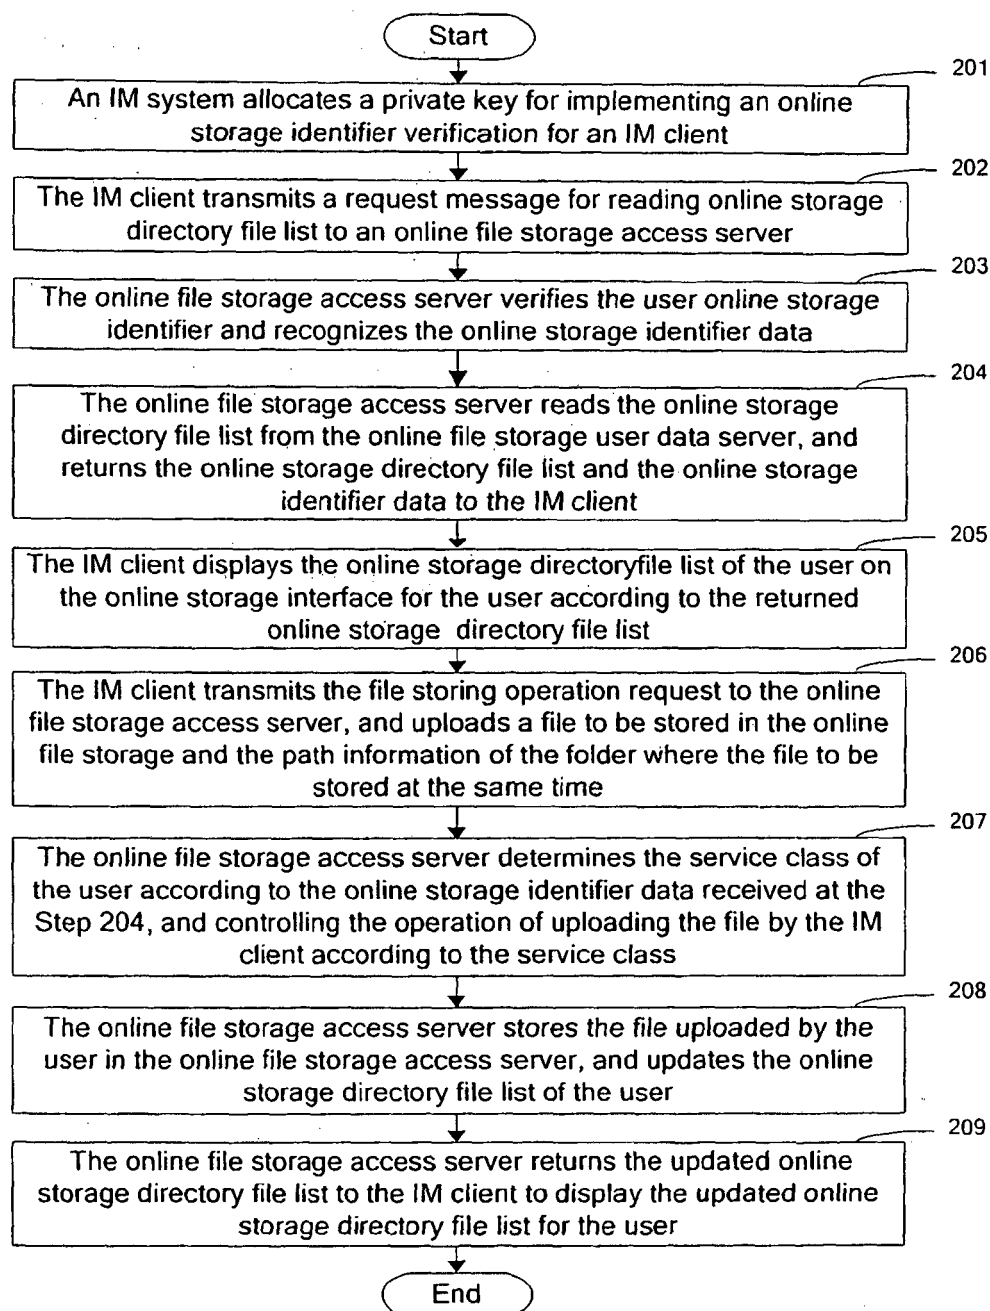 Start
201
An IM system allocates a private key for implementing an online
storage identifier verification for an IM client
202
The IM client transmits a request message for reading online storage
directory file list to an online file storage access server
203
The online file storage access server verifies the user online storage
identifier and recognizes the online storage identifier data
204
The online file storage access server reads the online storage
directory file list from the online file storage user data server, and
returns the online storage directory file list and the online storage
identifier data to the IM client
205
The IM client displays the online storage directoryfile list of the user on
the online storage interface for the user according to the returned
online storage directory file list
206
The IM client transmits the file storing operation request to the online
file storage access server, and uploads a file to be stored in the online
file storage and the path information of the folder where the file to be
stored at the same time
207
The online file storage access server determines the service class of
the user according to the online storage identifier data received at the
Step 204, and controlling the operation of uploading the file by the IM
client according to the service class
208
The online file storage access server stores the file uploaded by the
user in the online file storage access server, and updates the online
storage directory file list of the user
209
The online file storage access server returns the updated online
storage directory file list to the IM client to display the updated online
storage directory file list for the user
End